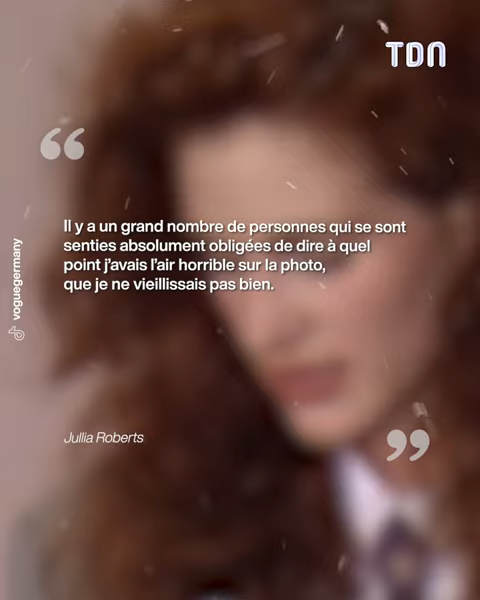 TDN
“
Il y a un grand nombre de personnes qui se sont
senties absolument obligées de dire à quel
point j'avais l'air horrible sur la photo,
que je ne vieillissais pas bien.
voguegermany
Jullia Roberts
”